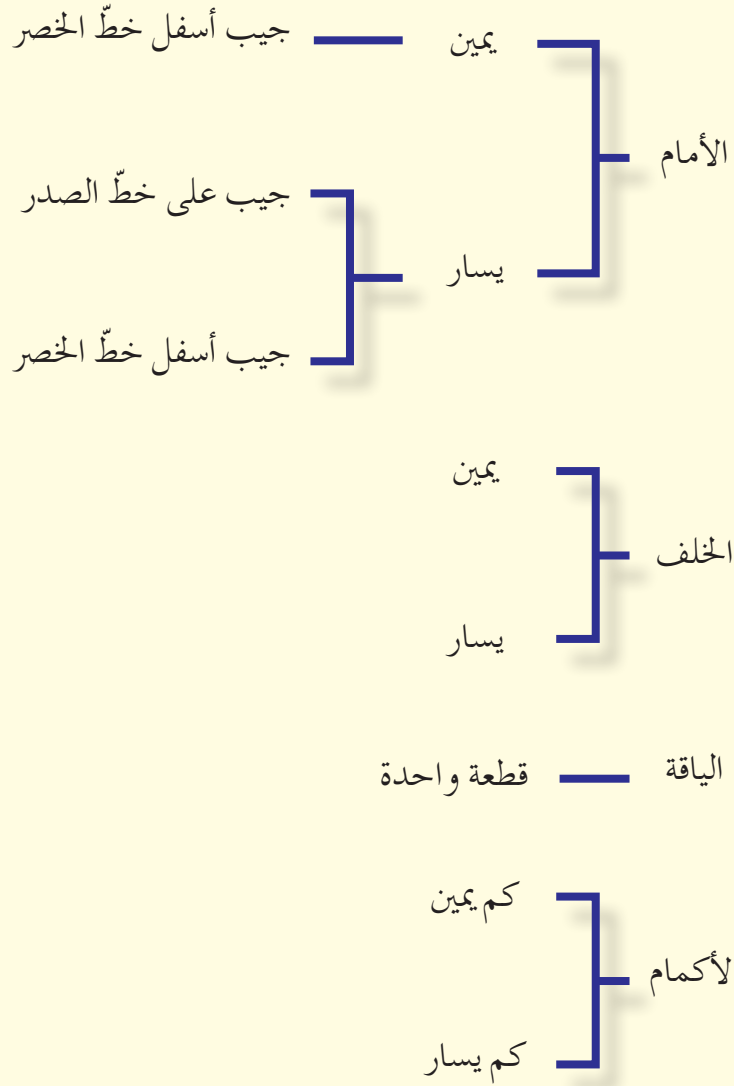 يمين
جيب أسفل خطّ الخصر
الأمام
جيب على خطّ الصدر
يسار
جيب أسفل خطّ الخصر
يمين
الخلف
يسار
الياقة
قطعة واحدة
كم يمين
لأكمام
كم يسار